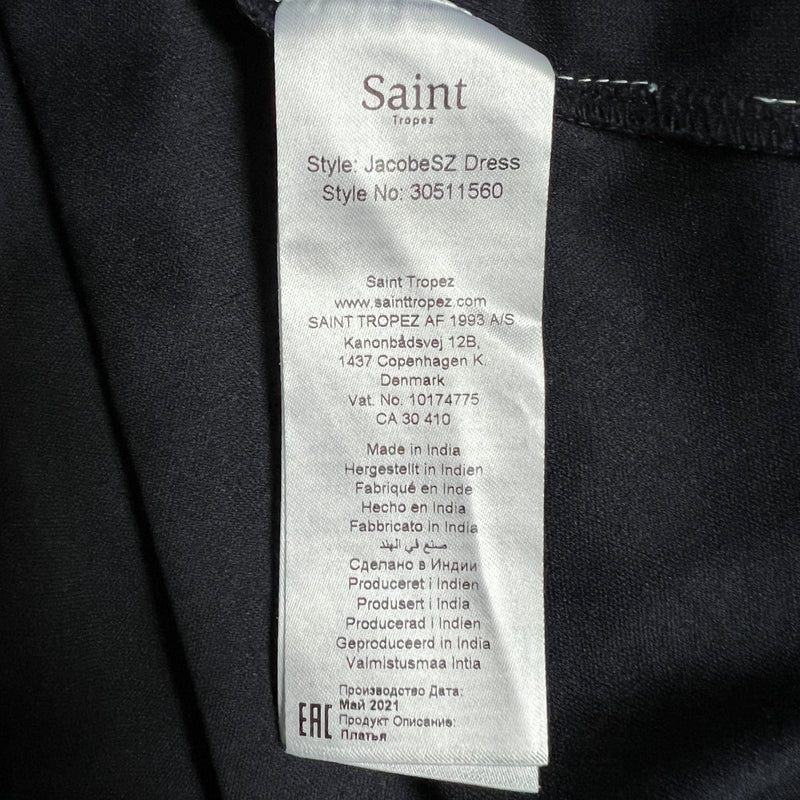 Saint
Tropez
Style: JacobeSZ Dress
Style No: 30511560
Saint Tropez
www.sainttropez.com
SAINT TROPEZ AF 1993 A/S
Kanonbådsvej 12B,
1437 Copenhagen K.
Denmark
Vat. No. 10174775
CA 30 410
Made in India
Hergestellt in Indien
Fabriqué en Inde
Hecho en India
Fabbricato in India
صنع في الهند
Сделано в Индии
Produceret i Indien
Produsert i India
Producerad i Indien
Geproduceerd in India
Valmistusmaa Intia
Производство Дата:
Май 2021
EAC
Продукт Описание:
Платья